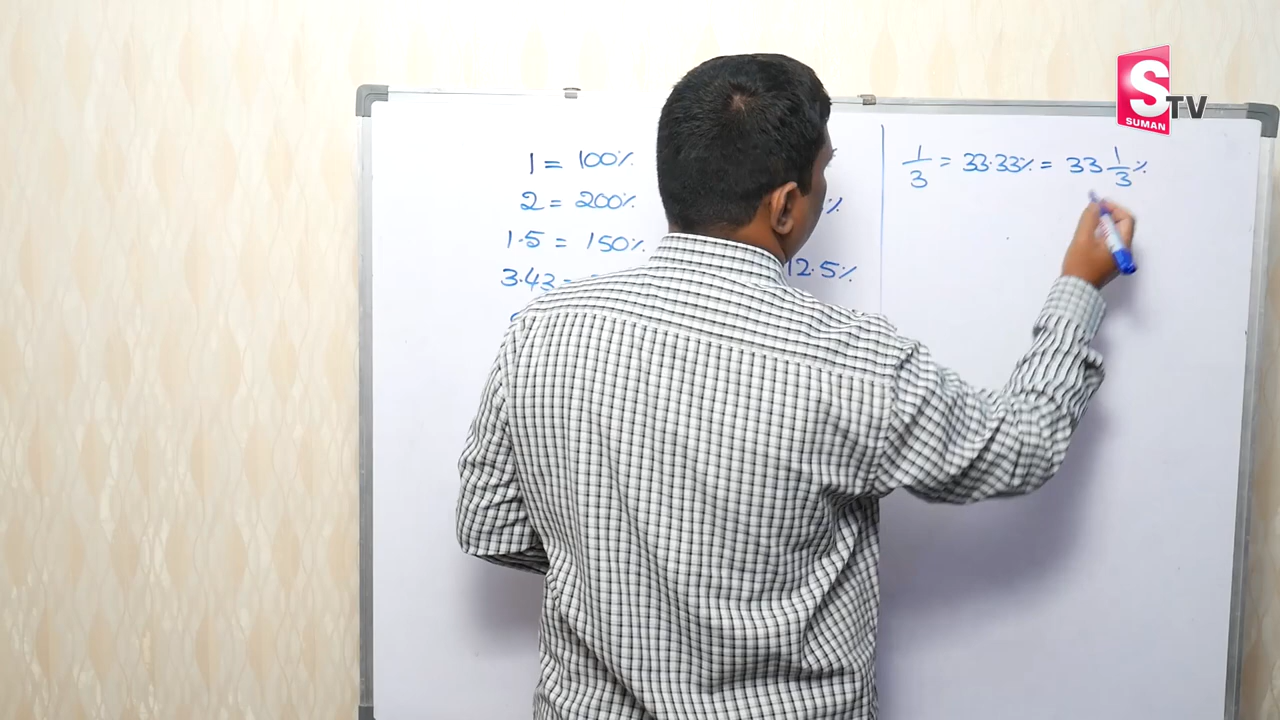 1 = 100%
2 = 200%
1.5 = 150%
3.43 =
%
12.5%
1/3 = 33.33% = 33 1/3 %
S TV
SUMAN